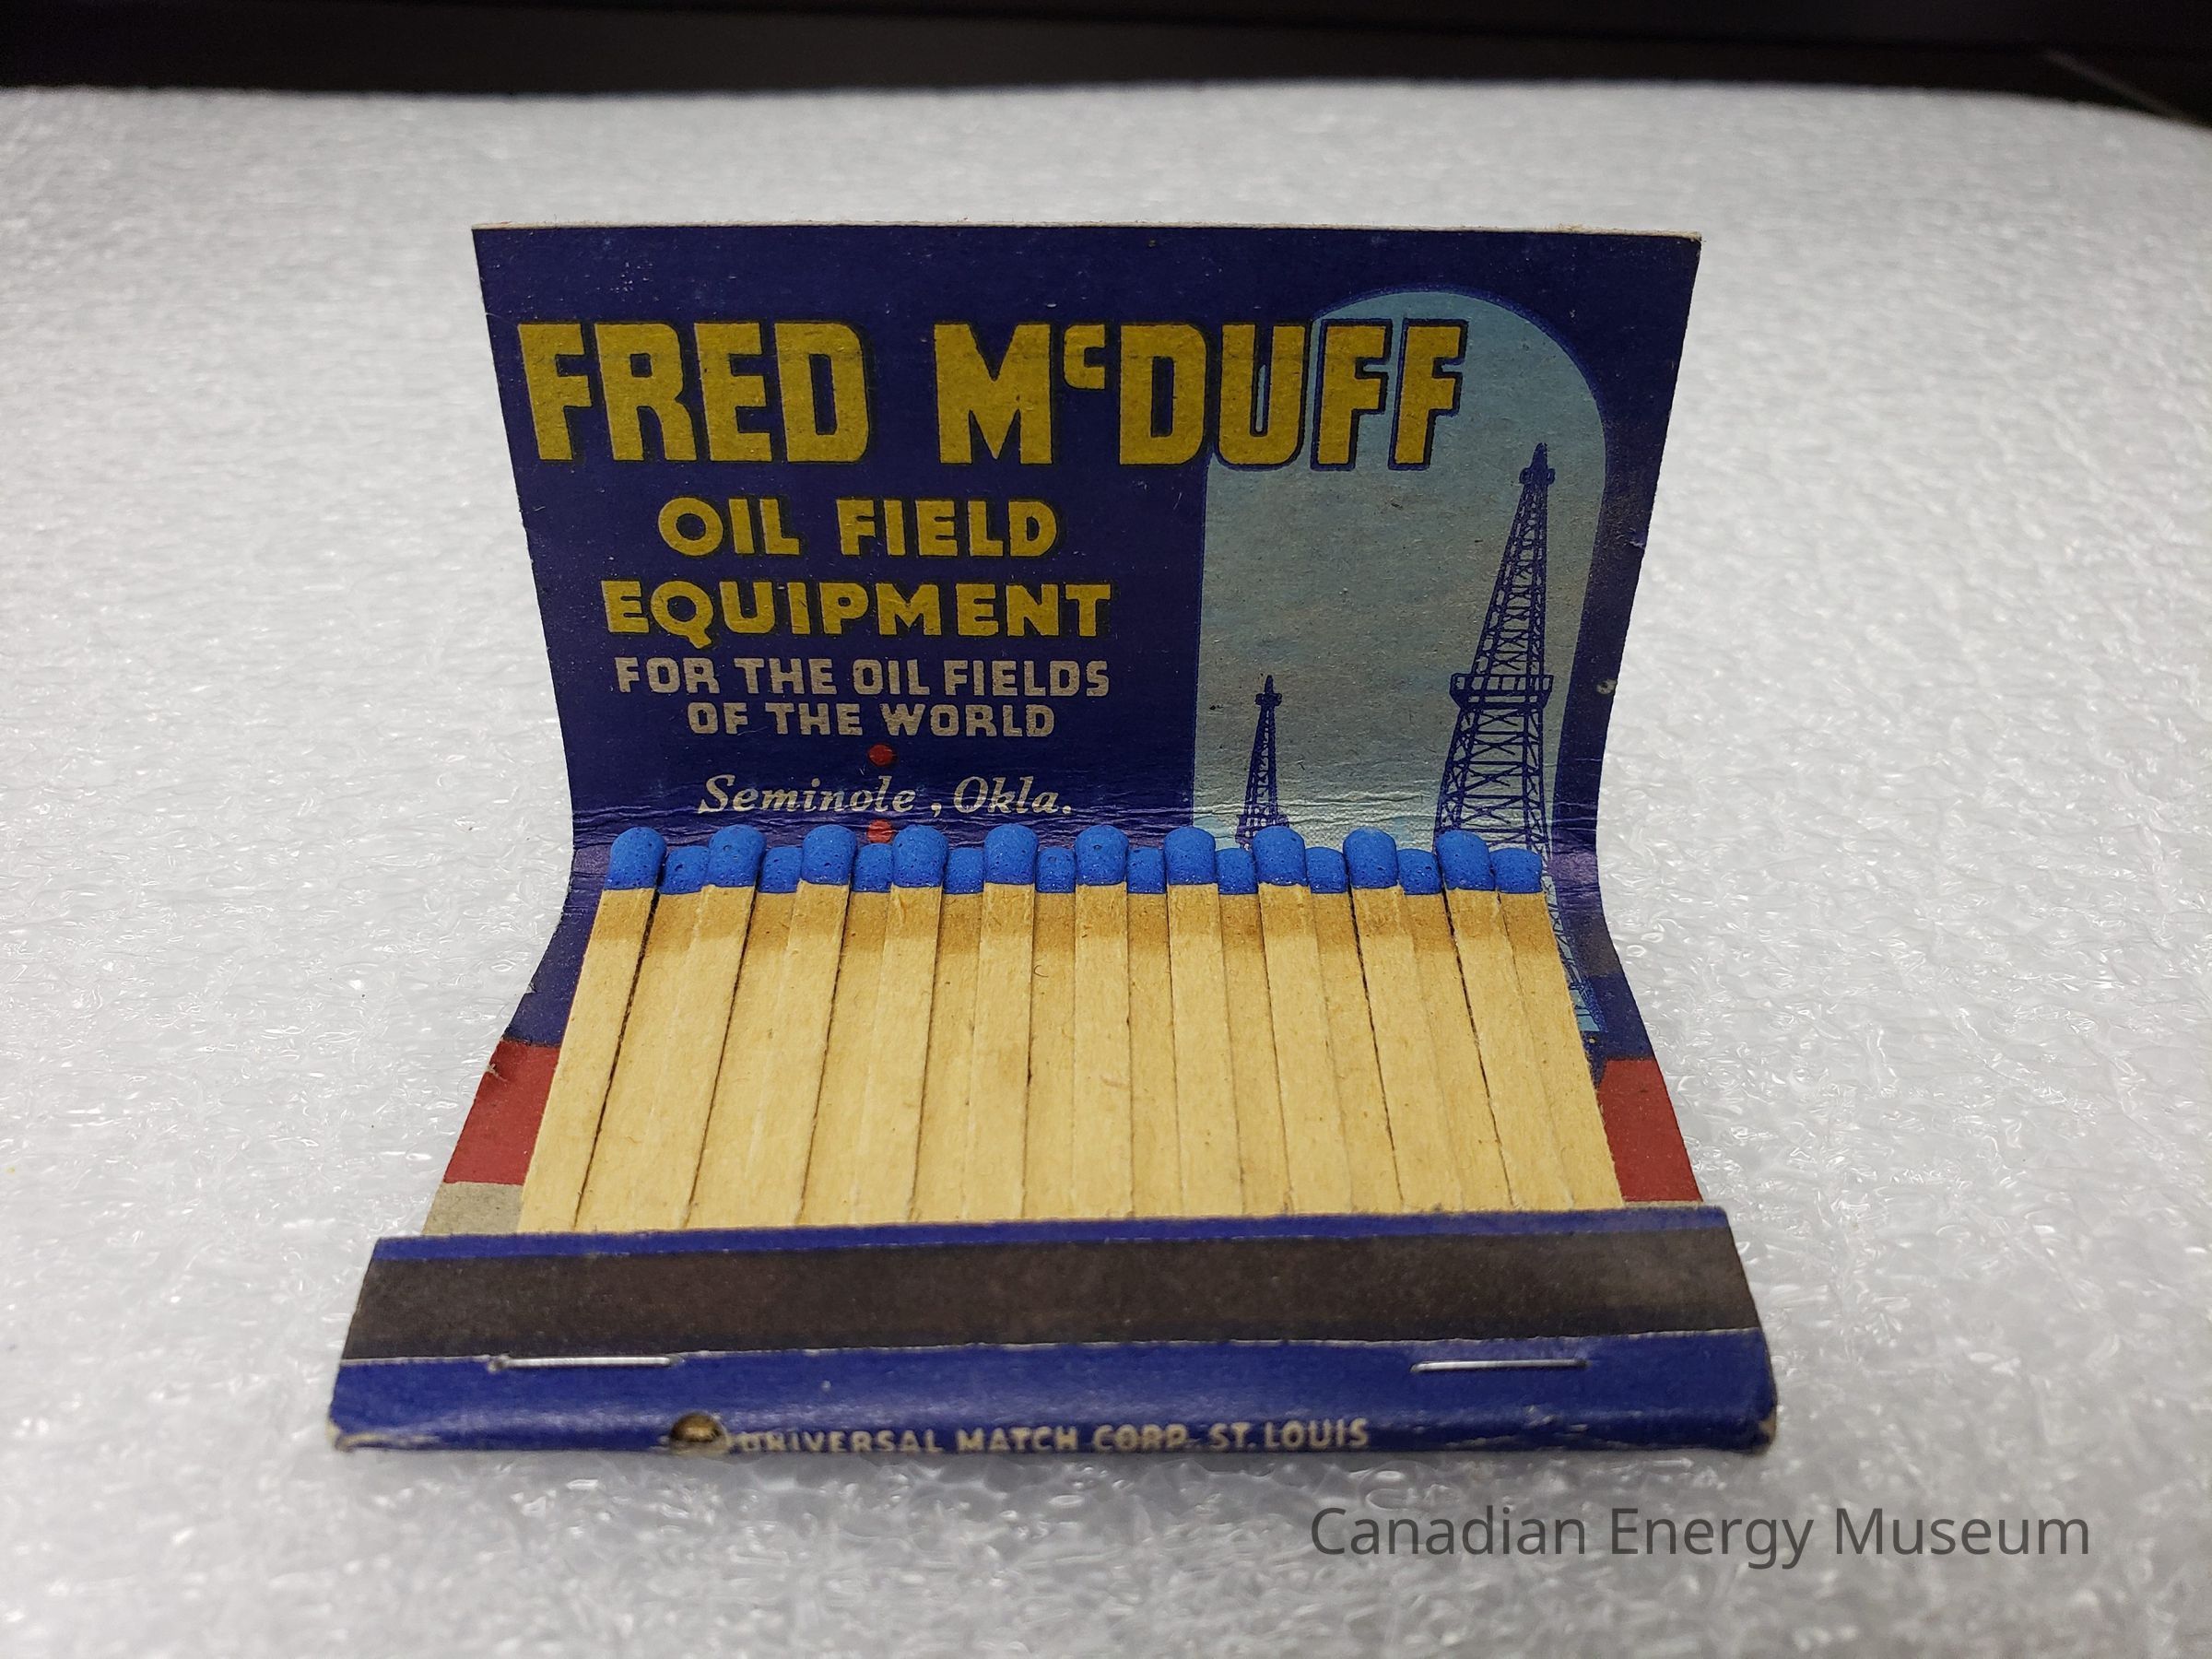 FRED McDUFF
OIL FIELD
EQUIPMENT
FOR THE OIL FIELDS
OF THE WORLD
Seminole, Okla.
UNIVERSAL MATCH CORP. ST. LOUIS
Canadian Energy Museum